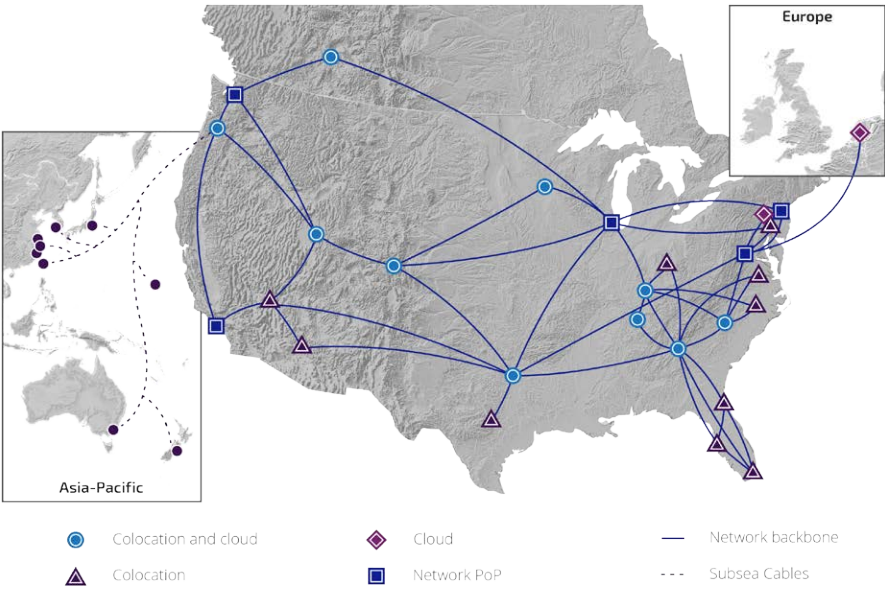 Europe
Asia-Pacific
Colocation and cloud
Cloud
Network backbone
Colocation
Network PoP
Subsea Cables